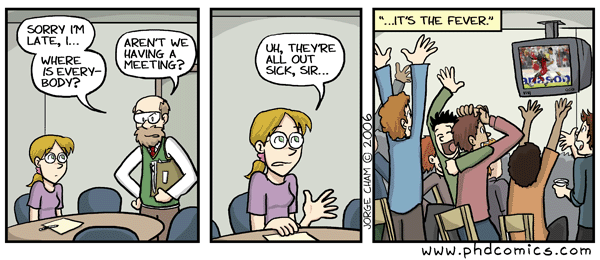 SORRY I'M
LATE, I...
WHERE
IS EVERY-
BODY?
AREN'T WE
HAVING A
MEETING?
UH, THEY'RE
ALL OUT
SICK, SIR...
JORGE CHAM © 2006
"...IT'S THE FEVER."
www.phdcomics.com